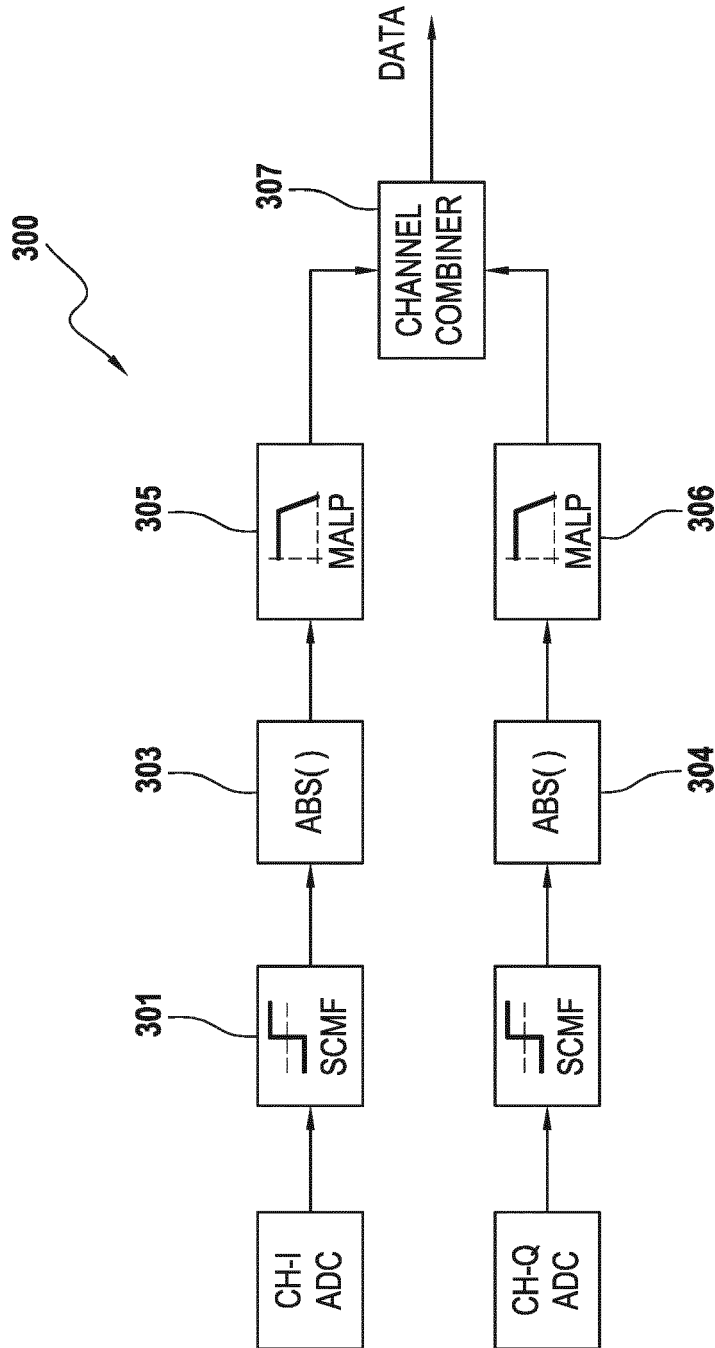 300
301
303
305
307
CH-I
ADC
SCMF
ABS( )
MALP
CHANNEL
COMBINER
DATA
CH-Q
ADC
SCMF
ABS( )
MALP
304
306